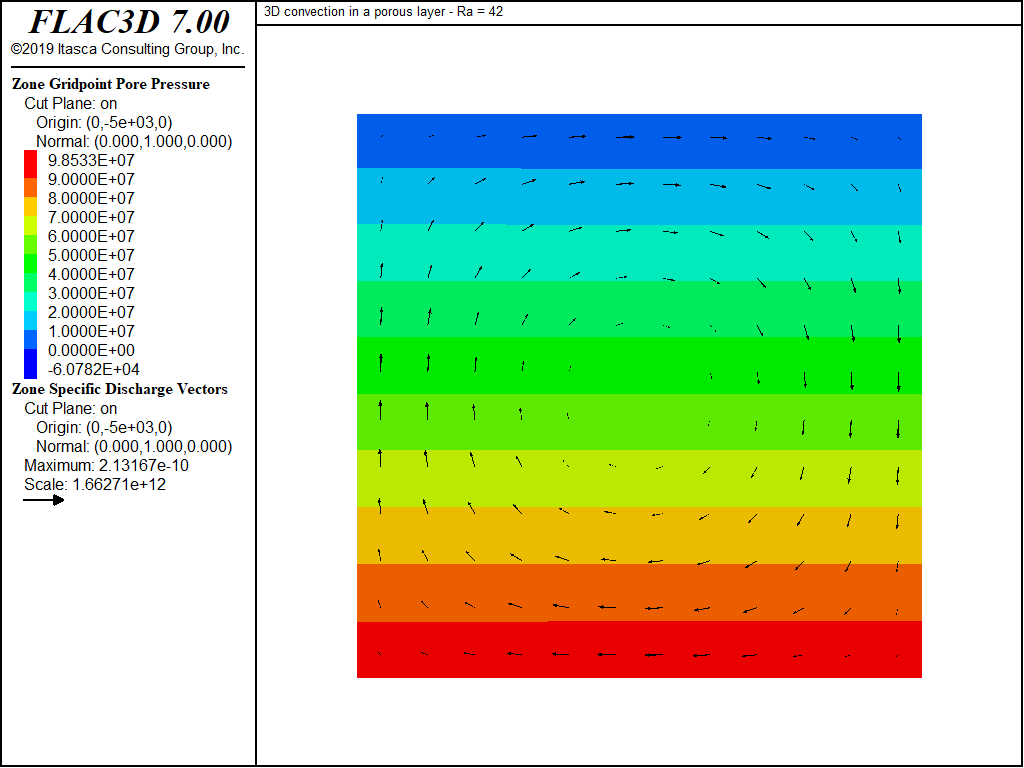 FLAC3D 7.00
©2019 Itasca Consulting Group, Inc.
Zone Gridpoint Pore Pressure
Cut Plane: on
Origin: (0,-5e+03,0)
Normal: (0.000,1.000,0.000)
9.8533E+07
9.0000E+07
8.0000E+07
7.0000E+07
6.0000E+07
5.0000E+07
4.0000E+07
3.0000E+07
2.0000E+07
1.0000E+07
0.0000E+00
-6.0782E+04
Zone Specific Discharge Vectors
Cut Plane: on
Origin: (0,-5e+03,0)
Normal: (0.000,1.000,0.000)
Maximum: 2.13167e-10
Scale: 1.66271e+12
3D convection in a porous layer - Ra = 42